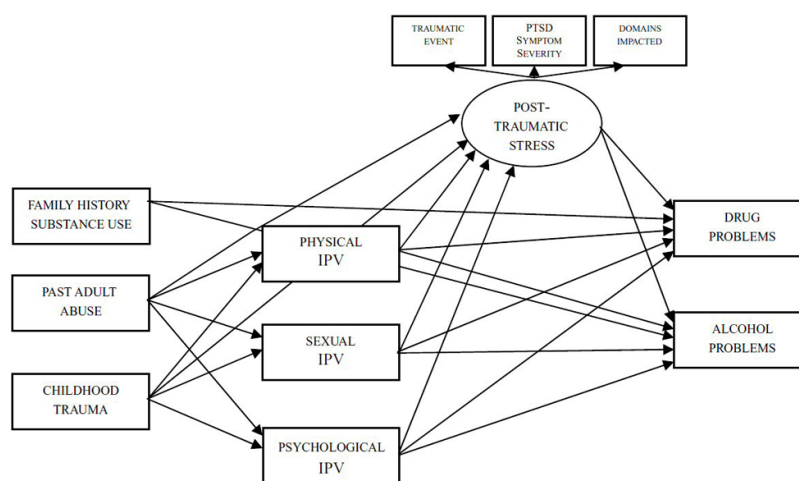 TRAUMATIC
EVENT
PTSD
SYMPTOM
SEVERITY
DOMAINS
IMPACTED
POST-
TRAUMATIC
STRESS
FAMILY HISTORY
SUBSTANCE USE
PHYSICAL
IPV
DRUG
PROBLEMS
PAST ADULT
ABUSE
SEXUAL
IPV
ALCOHOL
PROBLEMS
CHILDHOOD
TRAUMA
PSYCHOLOGICAL
IPV